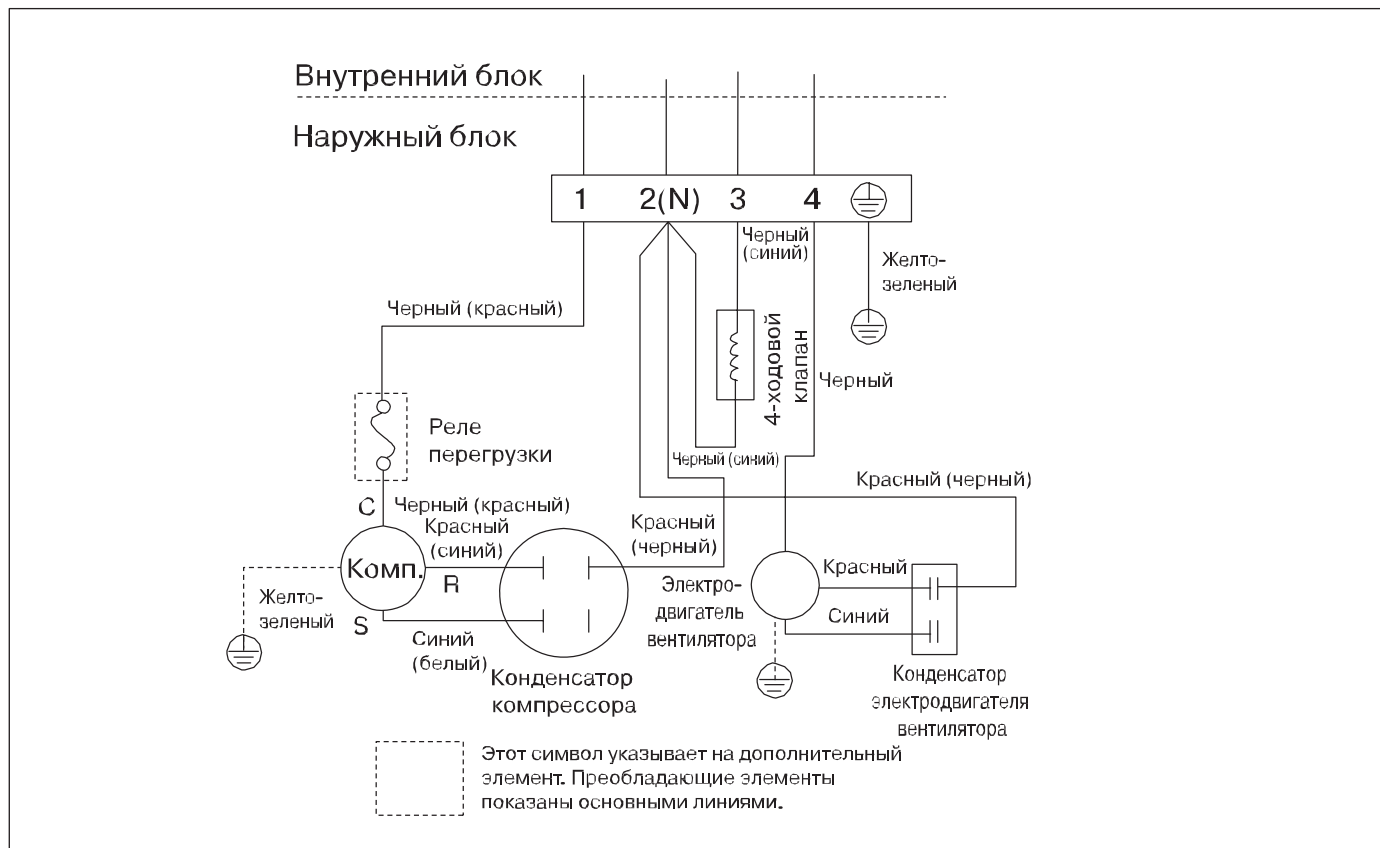 Внутренний блок
Наружный блок
1 2(N) 3 4
Черный
(синий)
Желто-
зеленый
Черный (красный)
4-ходовой
клапан
Черный
Реле
перегрузки
Черный (синий)
Красный (черный)
C
Черный (красный)
Красный
(синий)
Красный
(черный)
Комп.
R
Красный
Электро-
двигатель
вентилятора
Желто-
зеленый
S
Синий
Синий
(белый)
Конденсатор
компрессора
Конденсатор
электродвигателя
вентилятора
Этот символ указывает на дополнительный
элемент. Преобладающие элементы
показаны основными линиями.